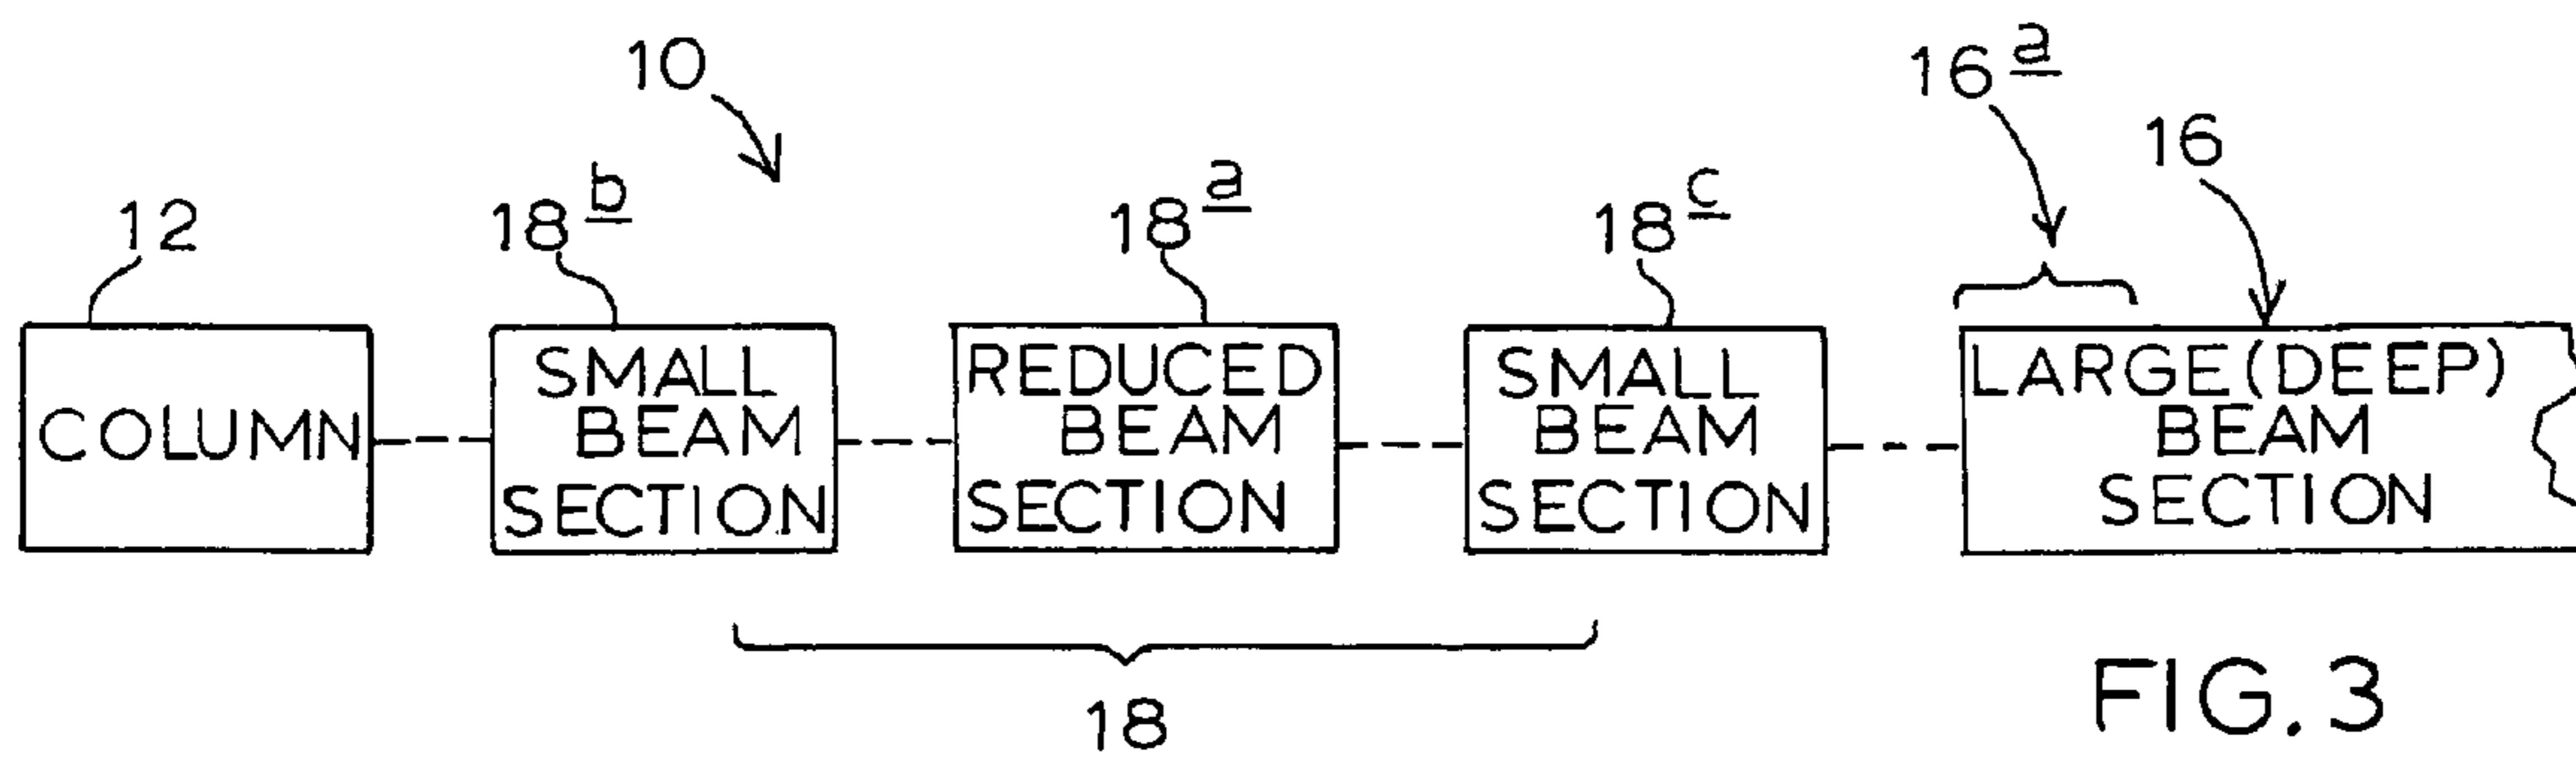 10
16a
16
12
18b
18a
18c
COLUMN
SMALL
BEAM
SECTION
REDUCED
BEAM
SECTION
SMALL
BEAM
SECTION
LARGE(DEEP)
BEAM
SECTION
18
FIG. 3